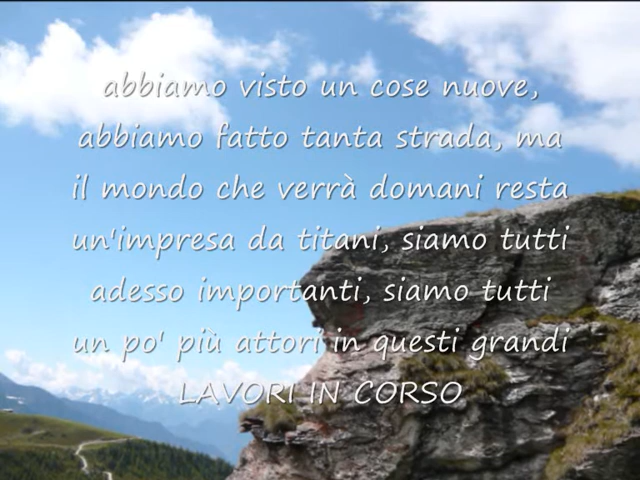 abbiamo visto un cose nuove,
abbiamo fatto tanta strada, ma
il mondo che verrà domani resta
un'impresa da titani, siamo tutti
adesso importanti, siamo tutti
un po' più attori in questi grandi
LAVORI IN CORSO